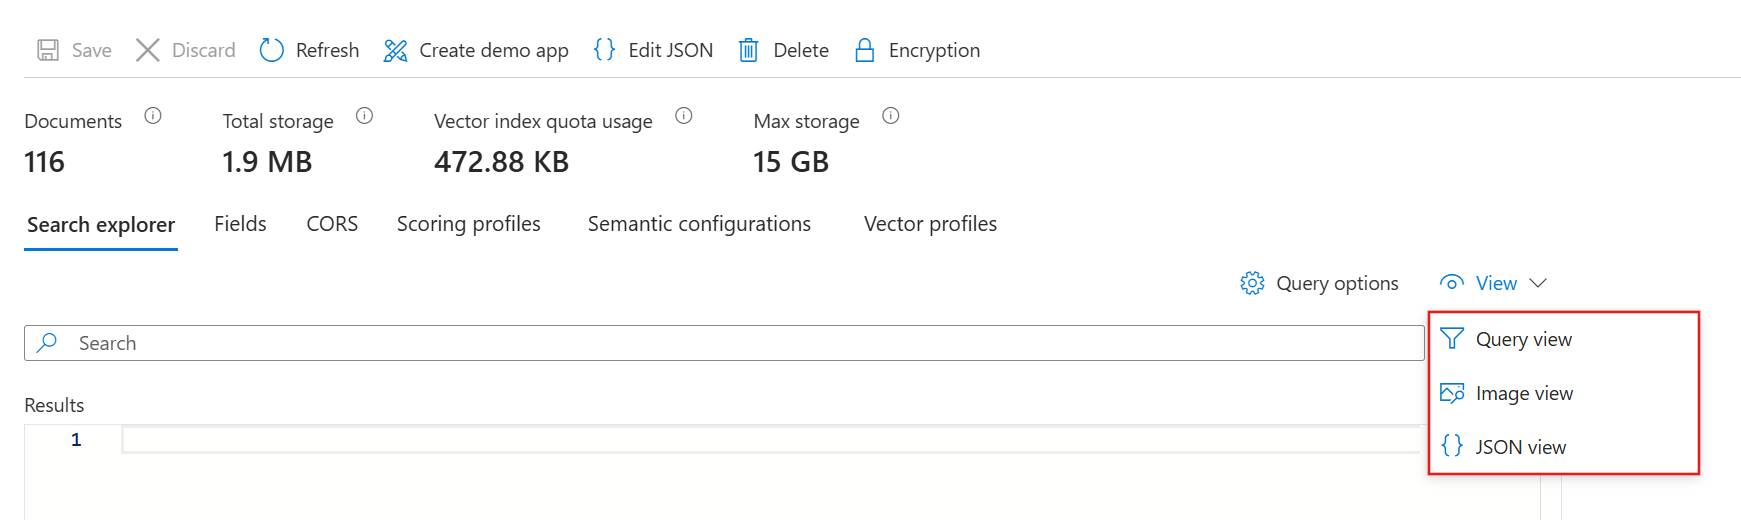 Save Discard Refresh Create demo app {} Edit JSON Delete Encryption
Documents Total storage Vector index quota usage Max storage
116 1.9 MB 472.88 KB 15 GB
Search explorer Fields CORS Scoring profiles Semantic configurations Vector profiles
Query options View
Search
Query view
Image view
Results
1
{} JSON view